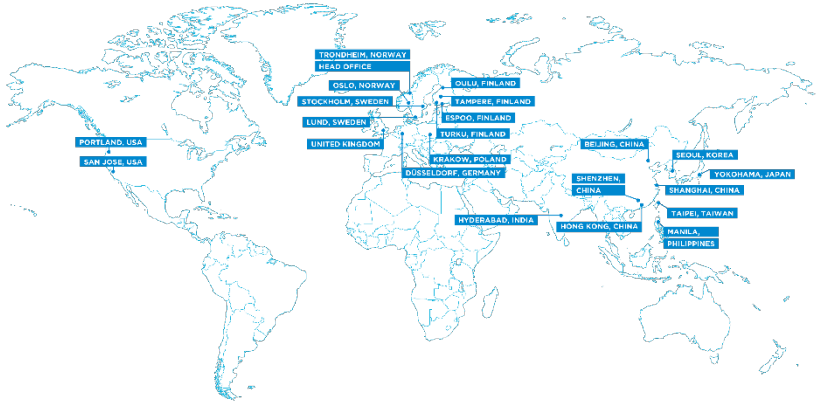 TRONDHEIM, NORWAY
HEAD OFFICE
OSLO, NORWAY
OULU, FINLAND
STOCKHOLM, SWEDEN
TAMPERE, FINLAND
LUND, SWEDEN
ESPOO, FINLAND
TURKU, FINLAND
UNITED KINGDOM
KRAKOW, POLAND
DÜSSELDORF, GERMANY
PORTLAND, USA
SAN JOSE, USA
BEIJING, CHINA
SEOUL, KOREA
YOKOHAMA, JAPAN
SHENZHEN,
CHINA
SHANGHAI, CHINA
TAIPEI, TAIWAN
HYDERABAD, INDIA
HONG KONG, CHINA
MANILA,
PHILIPPINES